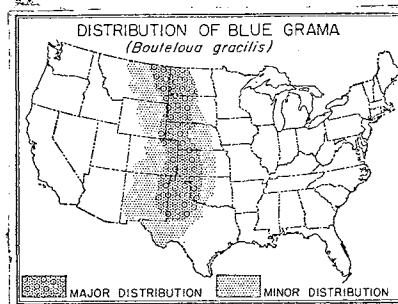 DISTRIBUTION OF BLUE GRAMA
(Bouteloua gracilis)
MAJOR DISTRIBUTION MINOR DISTRIBUTION